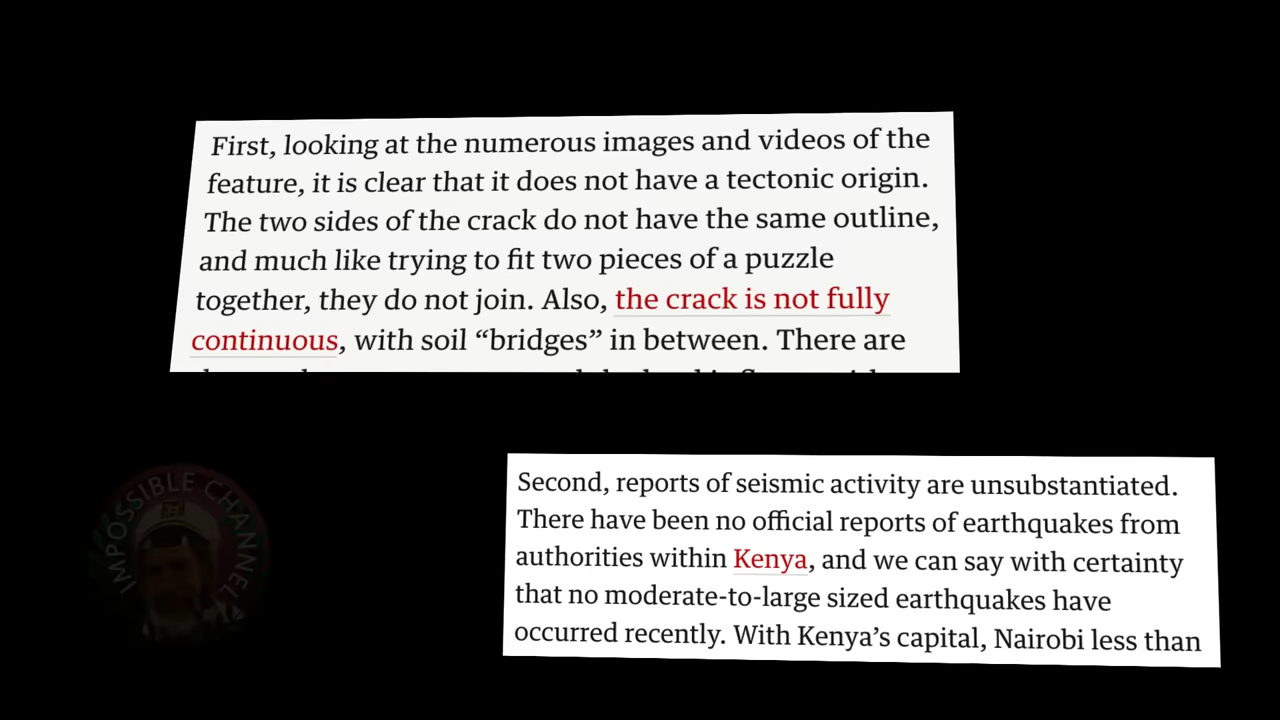 First, looking at the numerous images and videos of the
feature, it is clear that it does not have a tectonic origin.
The two sides of the crack do not have the same outline,
and much like trying to fit two pieces of a puzzle
together, they do not join. Also, the crack is not fully
continuous, with soil “bridges” in between. There are
IMPOSSIBLE CHANNEL
Second, reports of seismic activity are unsubstantiated.
There have been no official reports of earthquakes from
authorities within Kenya, and we can say with certainty
that no moderate-to-large sized earthquakes have
occurred recently. With Kenya’s capital, Nairobi less than